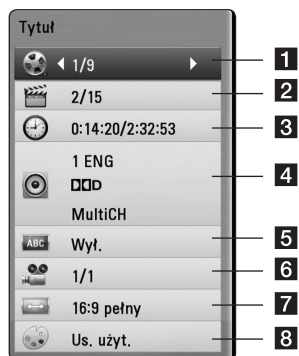 Tytuł
1/9 1
2/15 2
0:14:20/2:32:53 3
1 ENG
DD D 4
MultiCH
ABC Wył. 5
1/1 6
16:9 pełny 7
Us. użyt. 8